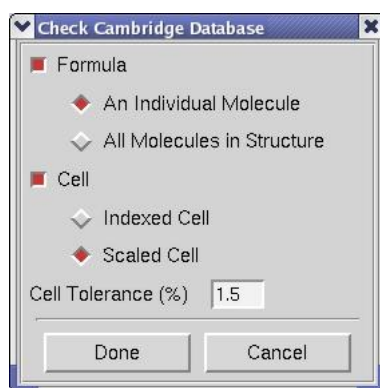 Check Cambridge Database
Formula
An Individual Molecule
All Molecules in Structure
Cell
Indexed Cell
Scaled Cell
Cell Tolerance (%) 1.5
Done Cancel